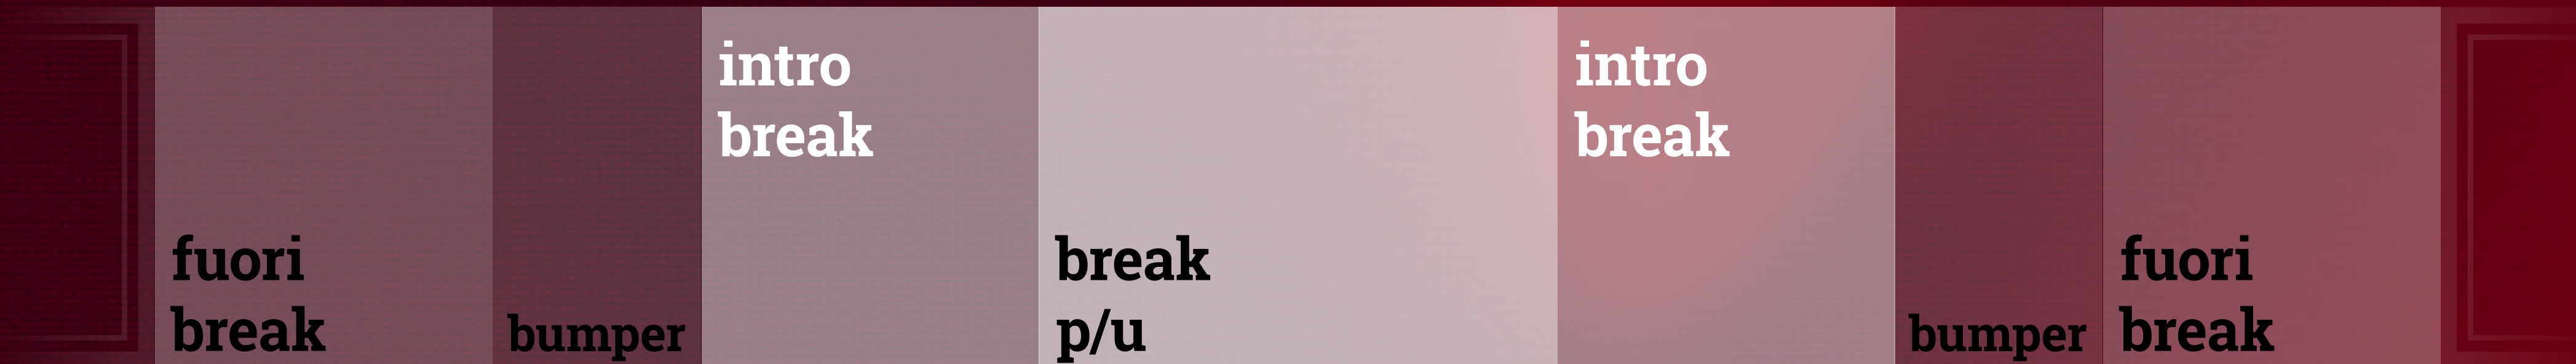 fuori
break
bumper
intro
break
break
p/u
intro
break
bumper
fuori
break